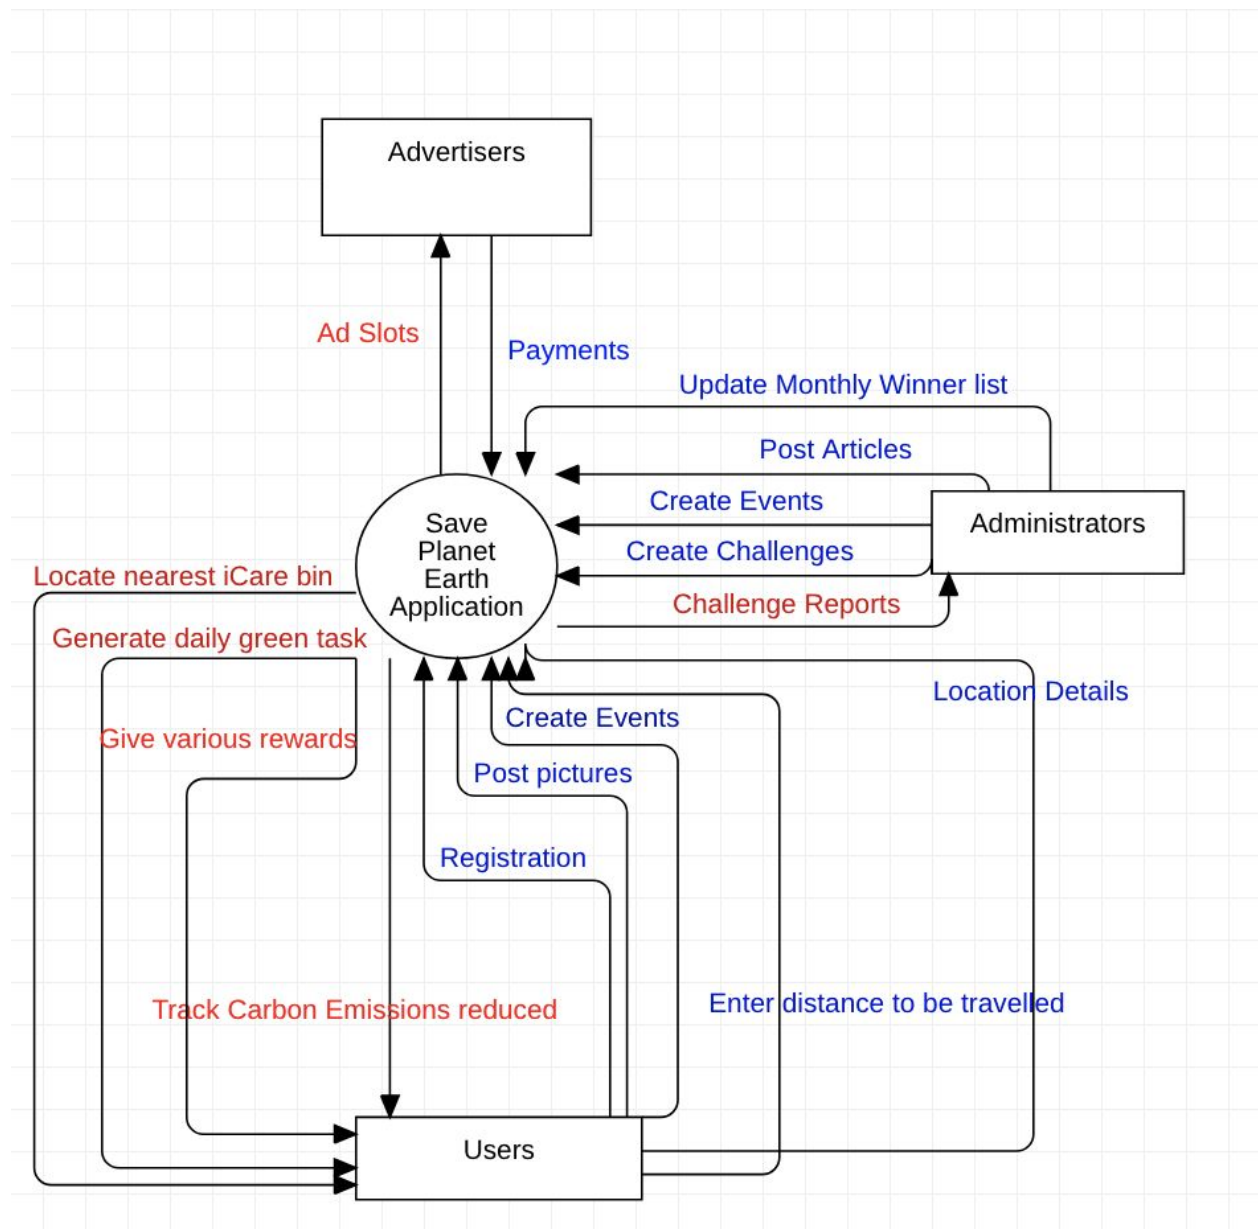 Advertisers
Ad Slots
Payments
Update Monthly Winner list
Post Articles
Create Events
Administrators
Create Challenges
Save
Planet
Earth
Application
Locate nearest iCare bin
Challenge Reports
Generate daily green task
Location Details
Create Events
Give various rewards
Post pictures
Registration
Track Carbon Emissions reduced
Enter distance to be travelled
Users